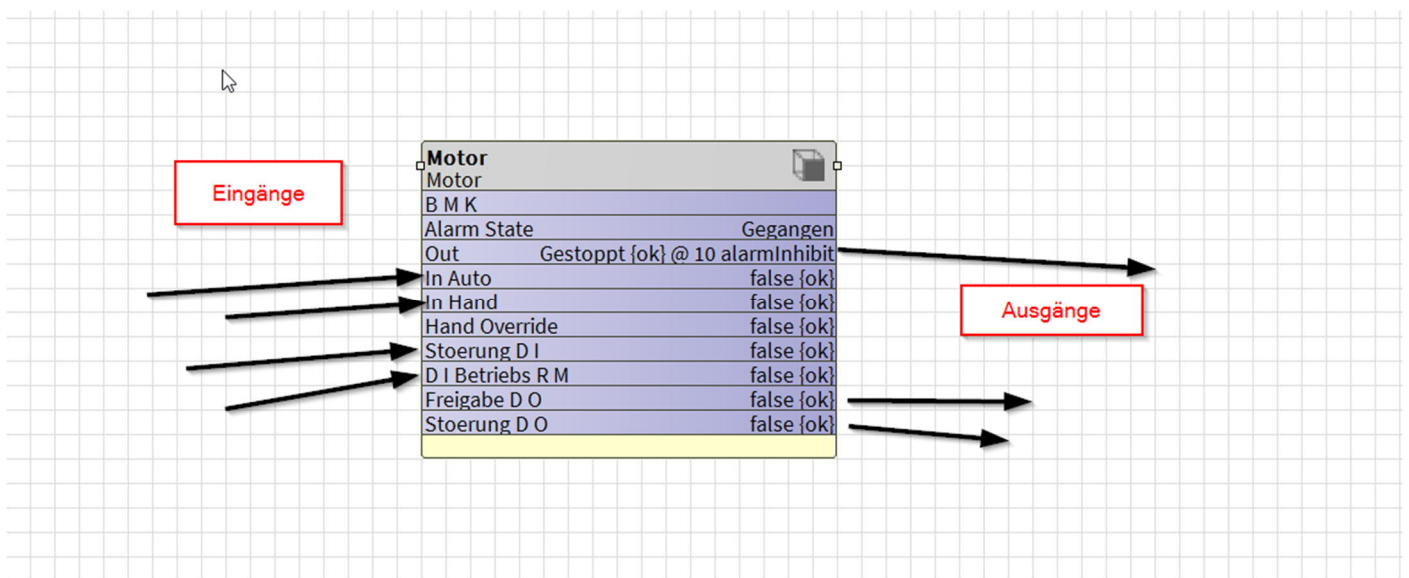 Eingänge
Motor
Motor
B M K
Alarm State Gegangen
Out Gestoppt {ok} @ 10 alarmInhibit
In Auto false {ok}
In Hand false {ok}
Hand Override false {ok}
Stoerung D I false {ok}
D I Betriebs R M false {ok}
Freigabe D O false {ok}
Stoerung D O false {ok}
Ausgänge